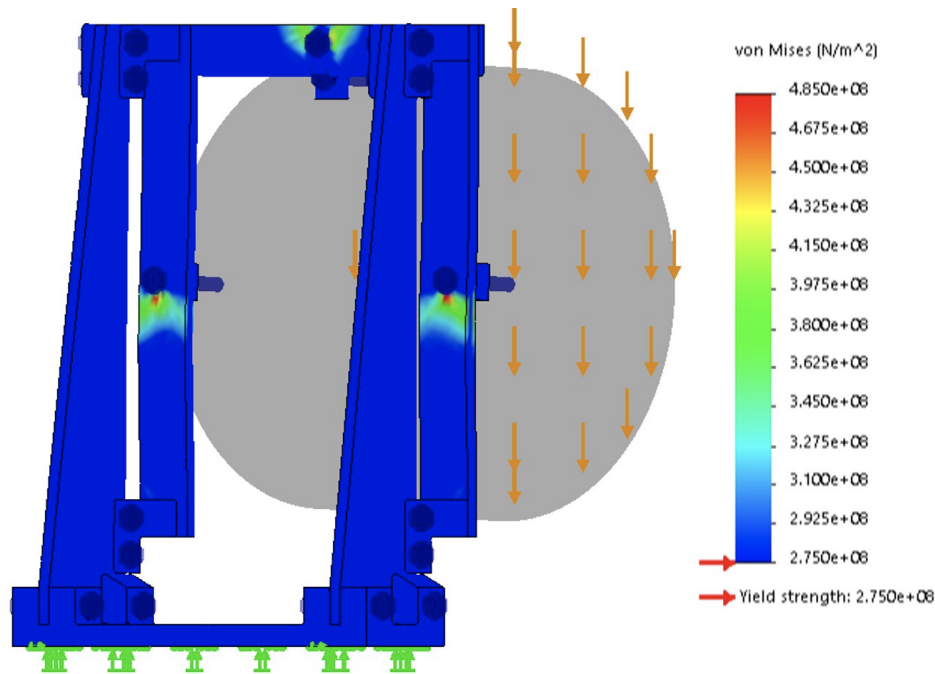 von Mises (N/m^2)
4.850e+08
4.675e+08
4.500e+08
4.325e+08
4.150e+08
3.975e+08
3.800e+08
3.625e+08
3.450e+08
3.275e+08
3.100e+08
2.925e+08
2.750e+08
Yield strength: 2.750e+08